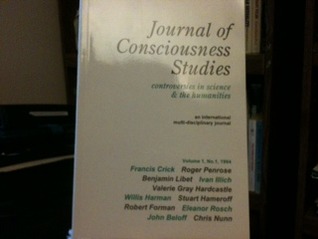 Journal of
Consciousness
Studies
controversies in science
& the humanities
an international
multi-disciplinary journal
Volume 1, No.1, 1994
Francis Crick Roger Penrose
Benjamin Libet Ivan Illich
Valerie Gray Hardcastle
Willis Harman Stuart Hameroff
Robert Forman Eleanor Rosch
John Beloff Chris Nunn